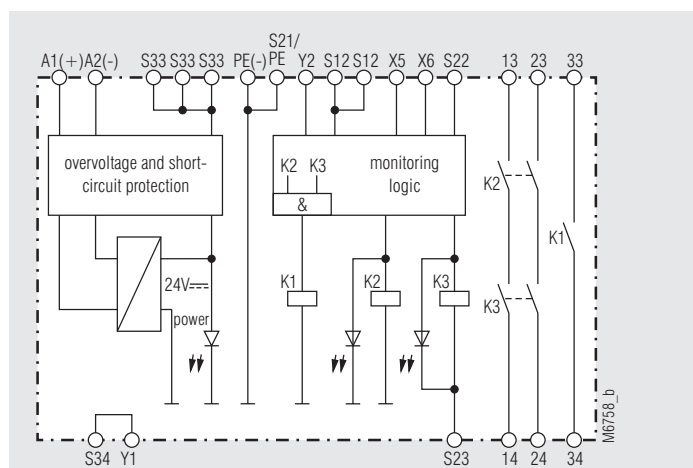 S21/
A1(+) A2(-) S33 S33 S33 PE(-) PE Y2 S12 S12 X5 X6 S22 13 23 33
overvoltage and short-
circuit protection
K2 K3
monitoring
logic
&
K2
K1
24V
K1 K2 K3
K3
power
M6758_b
S34 Y1 S23 14 24 34